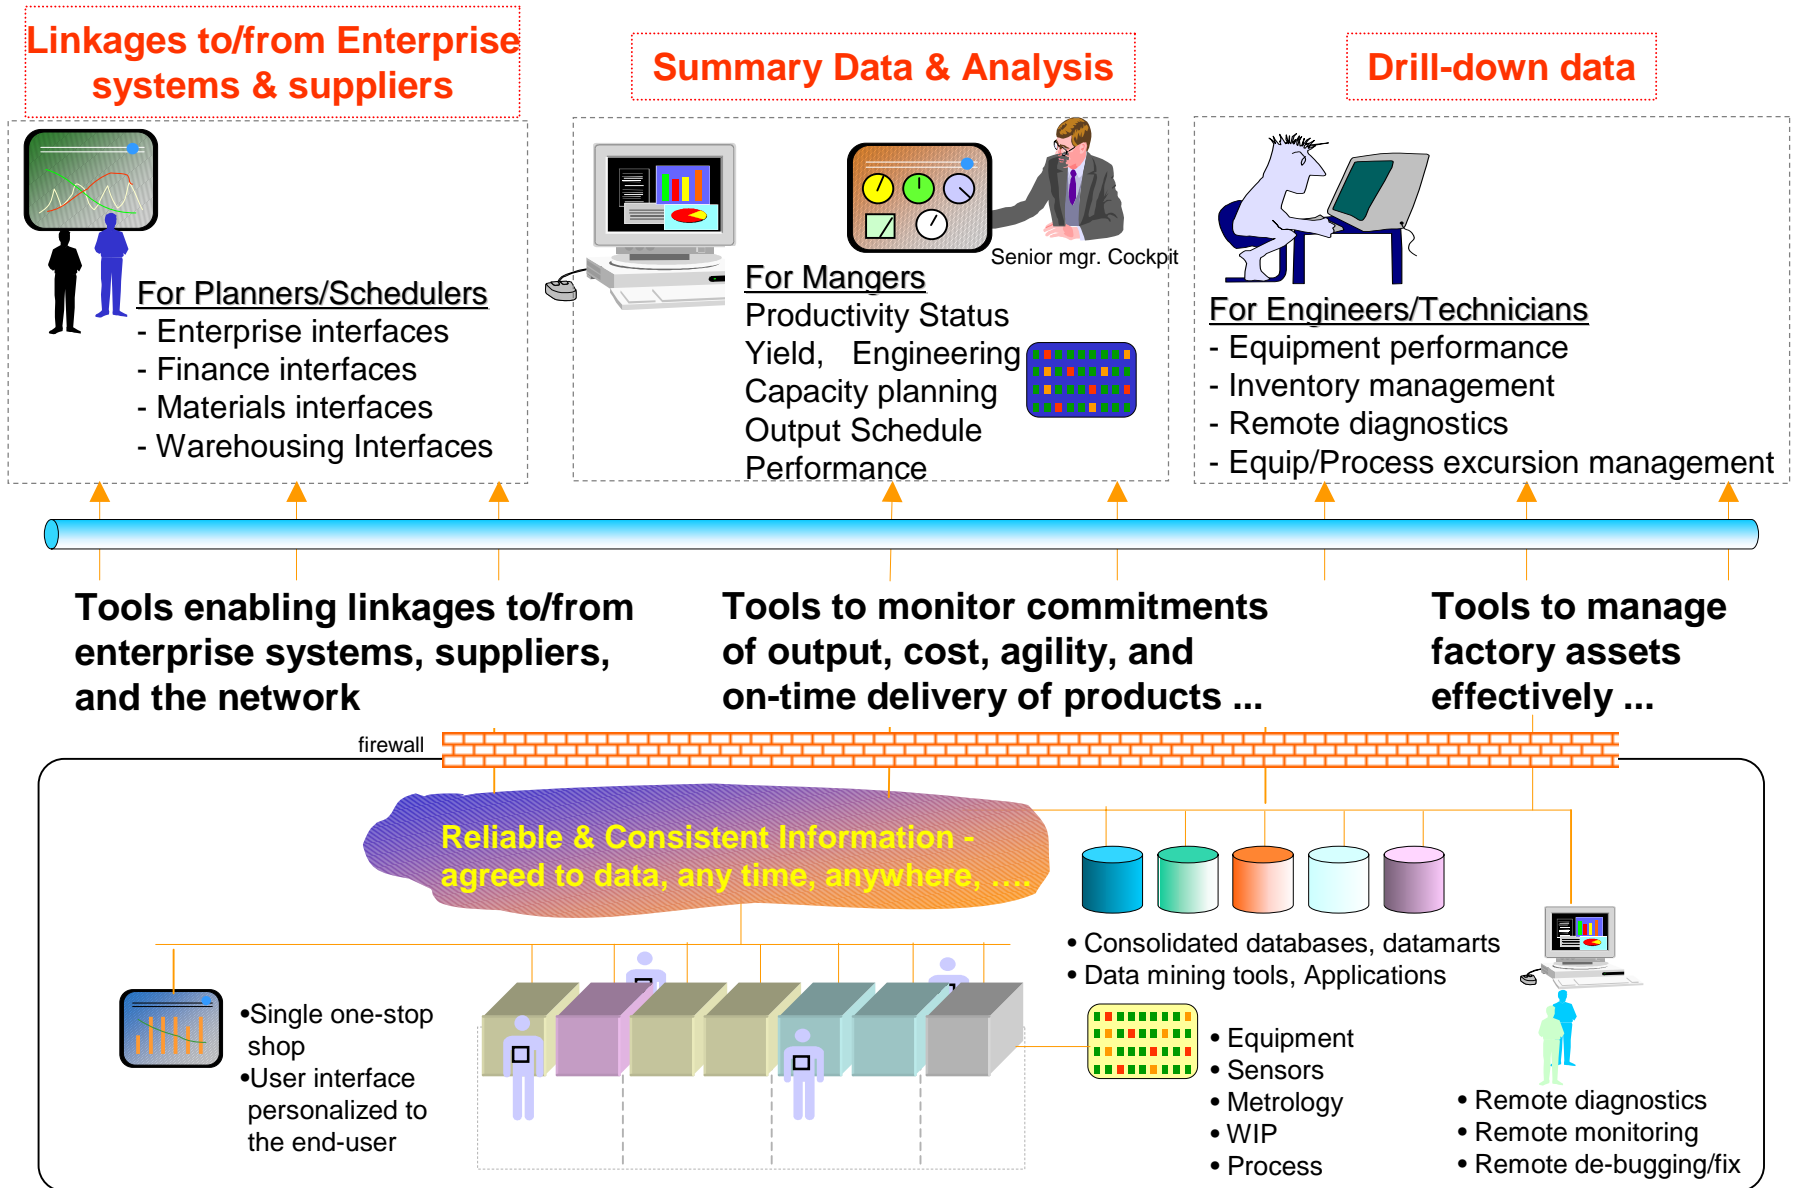 Linkages to/from Enterprise
systems & suppliers
Summary Data & Analysis
Drill-down data
For Planners/Schedulers
- Enterprise interfaces
- Finance interfaces
- Materials interfaces
- Warehousing Interfaces
Senior mgr. Cockpit
For Mangers
Productivity Status
Yield, Engineering
Capacity planning
Output Schedule
Performance
For Engineers/Technicians
- Equipment performance
- Inventory management
- Remote diagnostics
- Equip/Process excursion management
Tools enabling linkages to/from
enterprise systems, suppliers,
and the network
Tools to monitor commitments
of output, cost, agility, and
on-time delivery of products ...
Tools to manage
factory assets
effectively ...
firewall
Reliable & Consistent Information -
agreed to data, any time, anywhere, ....
•Single one-stop
shop
•User interface
personalized to
the end-user
• Consolidated databases, datamarts
• Data mining tools, Applications
• Equipment
• Sensors
• Metrology
• WIP
• Process
• Remote diagnostics
• Remote monitoring
• Remote de-bugging/fix